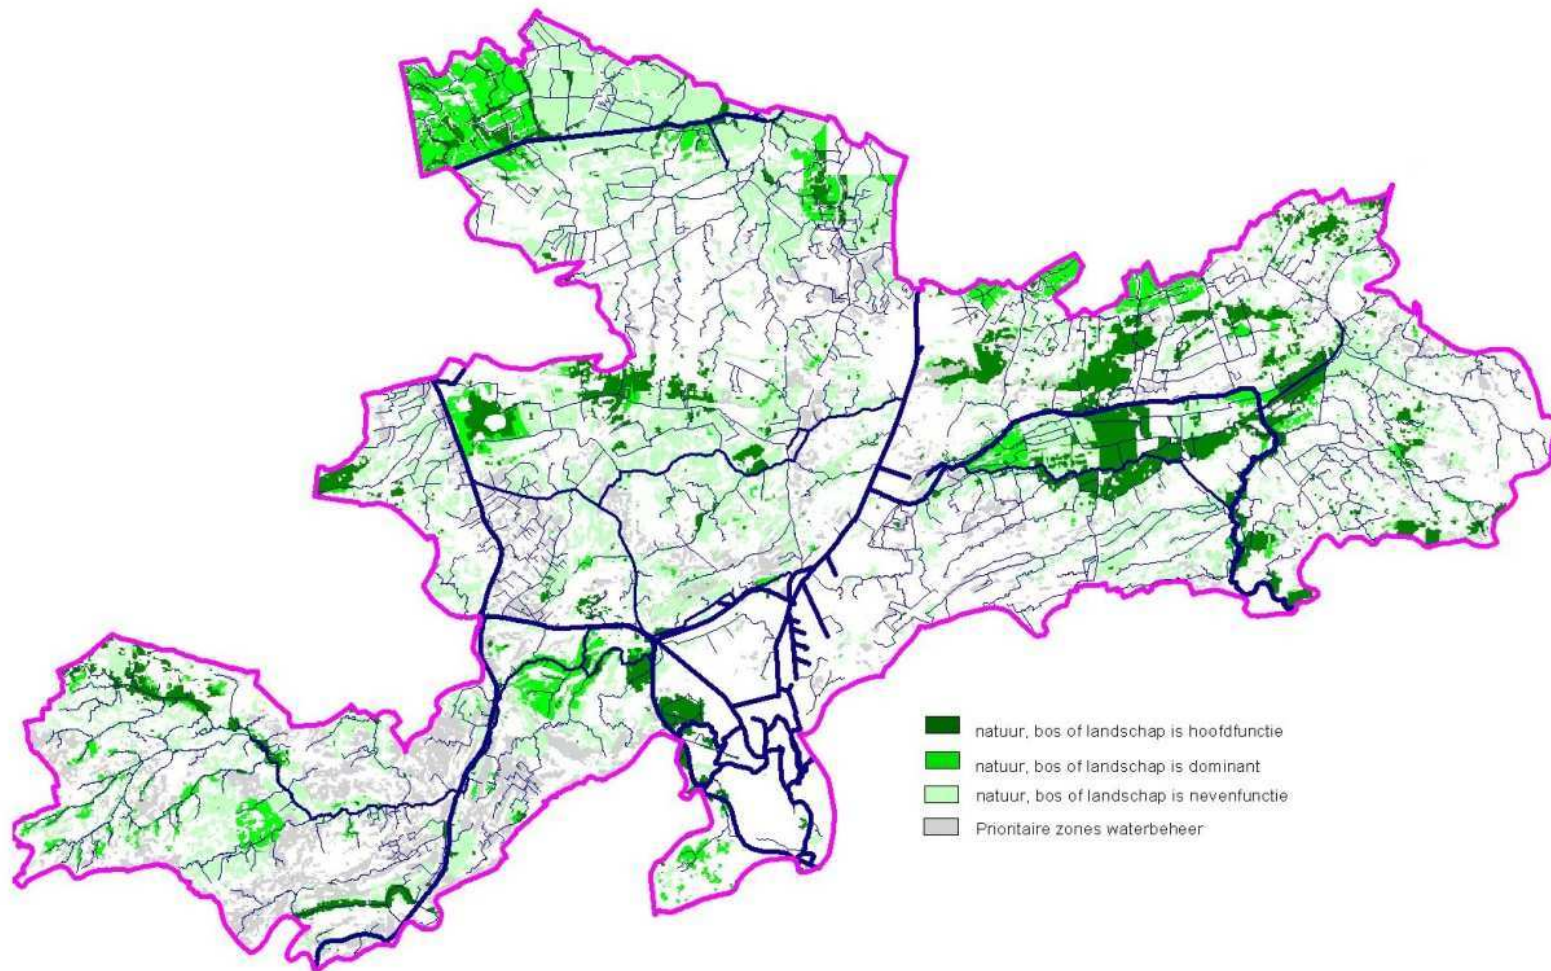 natuur, bos of landschap is hoofdfunctie
natuur, bos of landschap is dominant
natuur, bos of landschap is nevenfunctie
Prioritaire zones waterbeheer